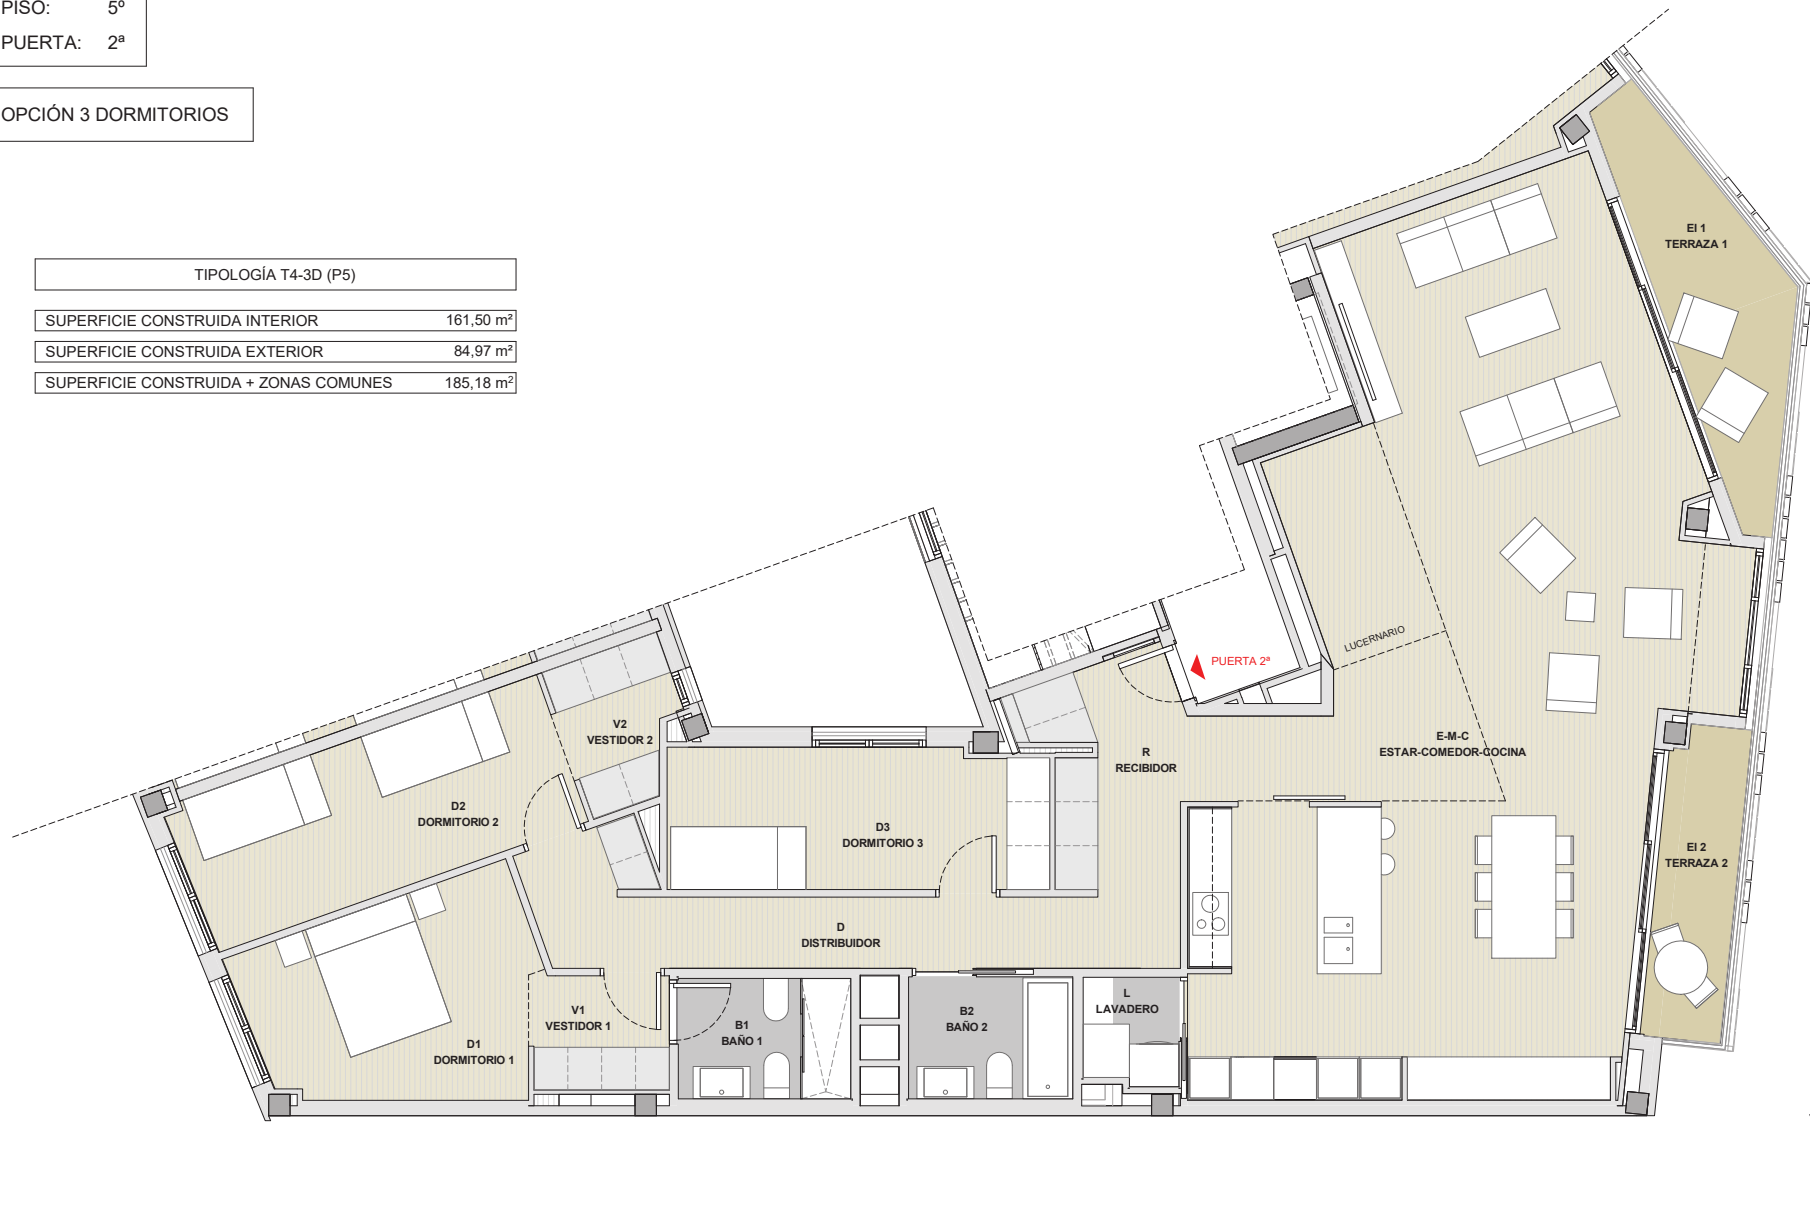 PISO: 5º
PUERTA: 2ª
OPCIÓN 3 DORMITORIOS
TIPOLOGÍA T4-3D (P5)
SUPERFICIE CONSTRUIDA INTERIOR 161,50 m²
SUPERFICIE CONSTRUIDA EXTERIOR 84,97 m²
SUPERFICIE CONSTRUIDA + ZONAS COMUNES 185,18 m²
EI 1
TERRAZA 1
LUCERNARIO
PUERTA 2ª
V2
VESTIDOR 2
R
RECIBIDOR
E-M-C
ESTAR-COMEDOR-COCINA
D2
DORMITORIO 2
D3
DORMITORIO 3
EI 2
TERRAZA 2
D
DISTRIBUIDOR
V1
VESTIDOR 1
D1
DORMITORIO 1
B1
BAÑO 1
B2
BAÑO 2
L
LAVADERO